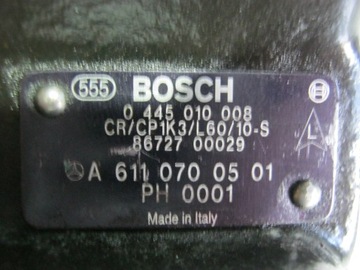 555 BOSCH
0 445 010 008
CR/CP1K3/L60/10-S
86727 00029
A 611 070 05 01
PH 0001
Made in Italy
L